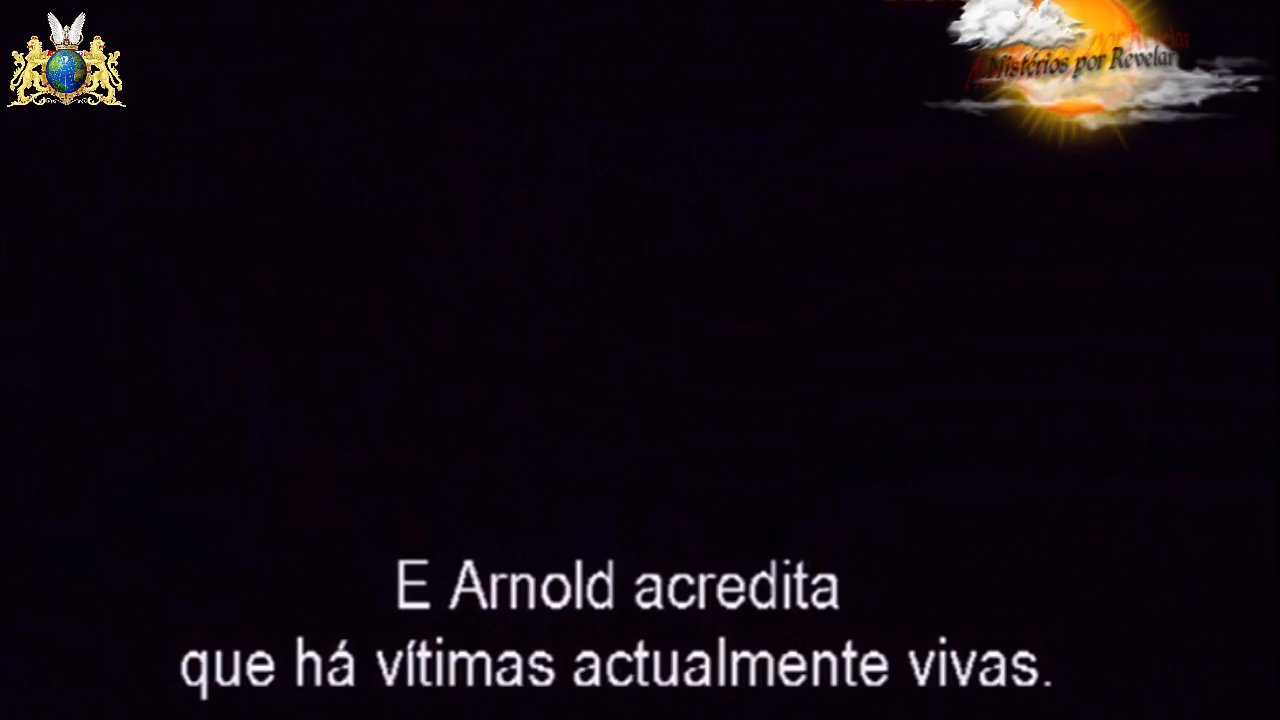 Mistérios por Revelar
E Arnold acredita
que há vítimas actualmente vivas.